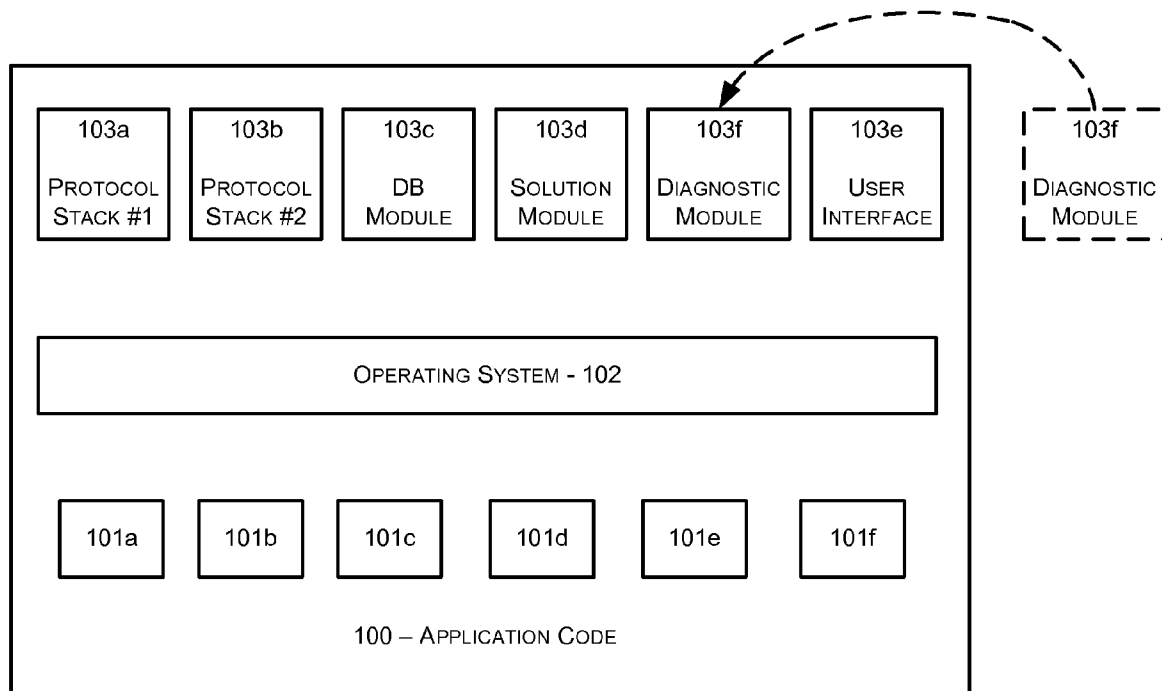 103a
PROTOCOL
STACK #1
103b
PROTOCOL
STACK #2
103c
DB
MODULE
103d
SOLUTION
MODULE
103f
DIAGNOSTIC
MODULE
103e
USER
INTERFACE
103f
DIAGNOSTIC
MODULE
OPERATING SYSTEM - 102
101a
101b
101c
101d
101e
101f
100 – APPLICATION CODE